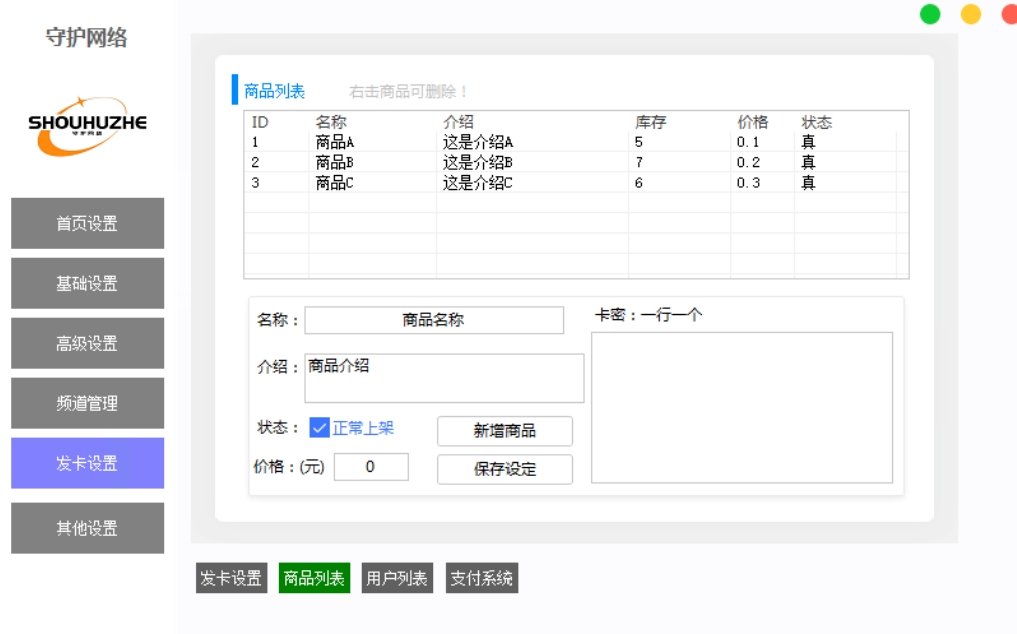 守护网络
SHOUHUZHE
守护网络
首页设置
基础设置
高级设置
频道管理
发卡设置
其他设置
商品列表 右击商品可删除！
ID 名称 介绍 库存 价格 状态
1 商品A 这是介绍A 5 0.1 真
2 商品B 这是介绍B 7 0.2 真
3 商品C 这是介绍C 6 0.3 真
名称： 商品名称
介绍： 商品介绍
状态： 正常上架 新增商品
价格：(元) 0 保存设定
卡密：一行一个
发卡设置 商品列表 用户列表 支付系统